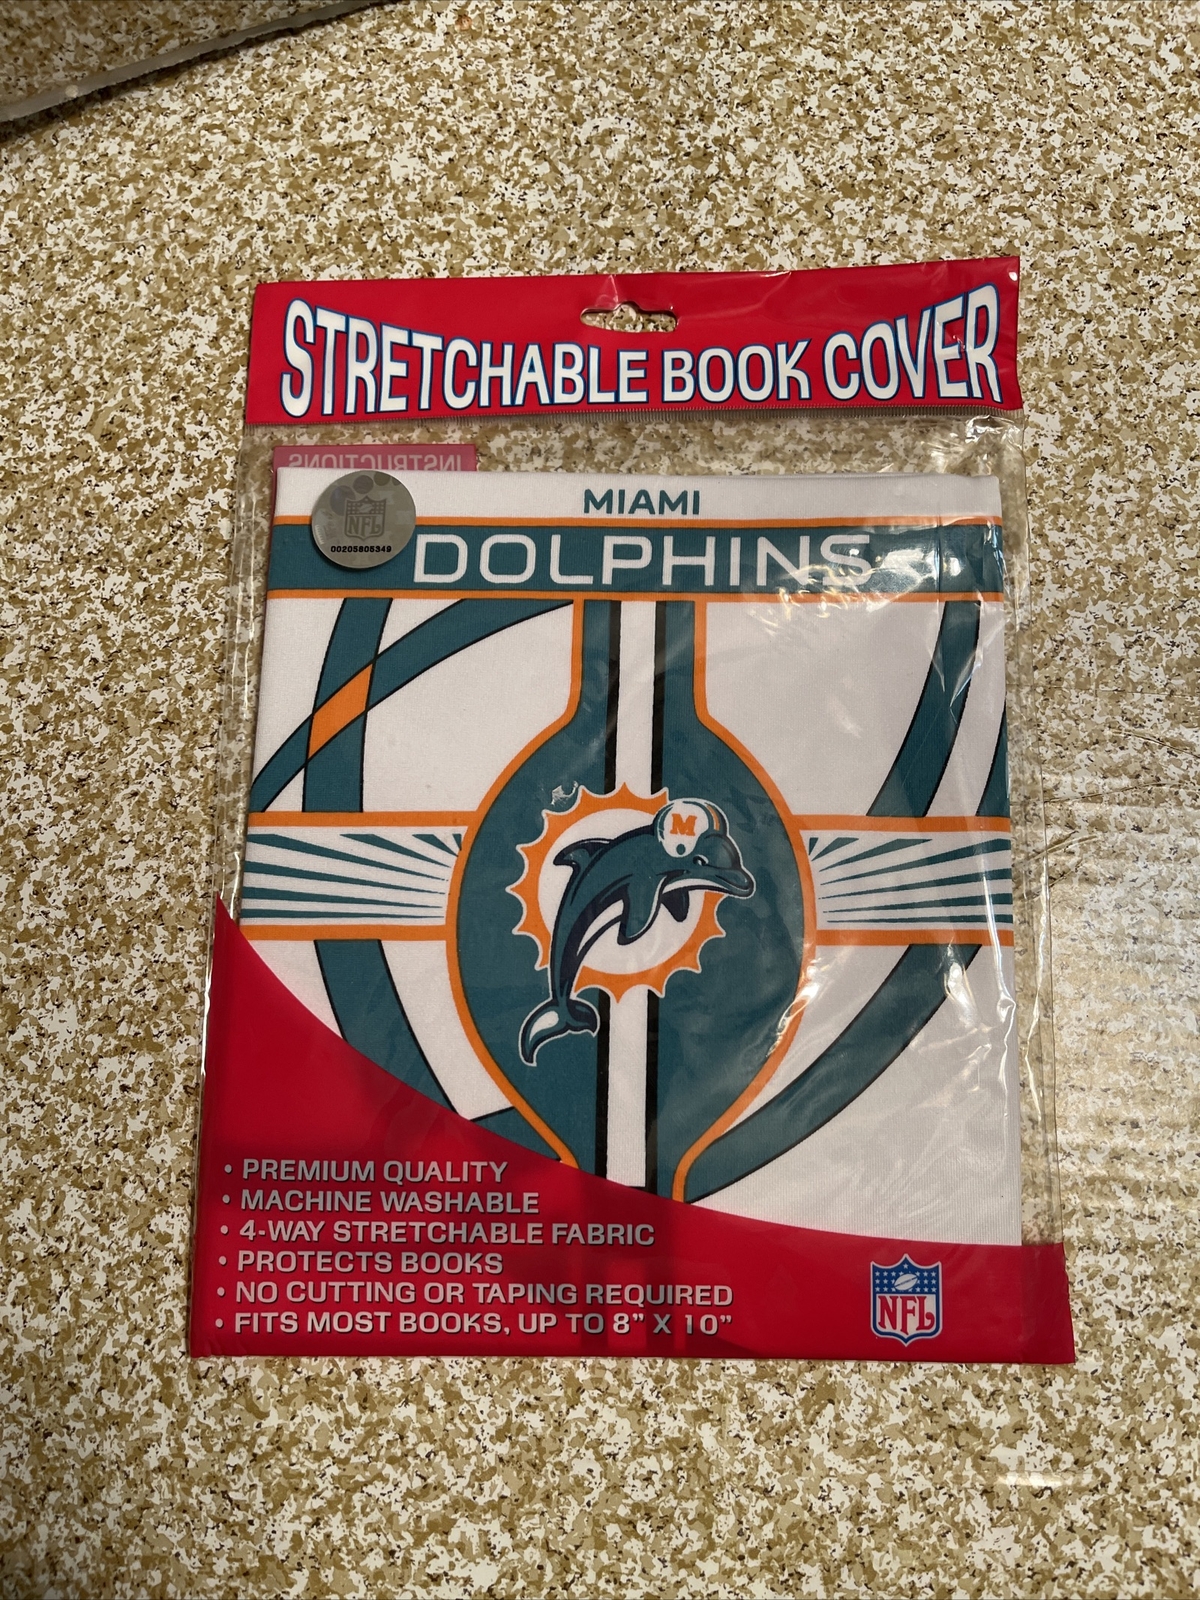 STRETCHABLE BOOK COVER
INSTRUCTIONS
NFL
00205805349
MIAMI
DOLPHINS
M
• PREMIUM QUALITY
• MACHINE WASHABLE
• 4-WAY STRETCHABLE FABRIC
• PROTECTS BOOKS
• NO CUTTING OR TAPING REQUIRED
• FITS MOST BOOKS, UP TO 8” X 10”
NFL